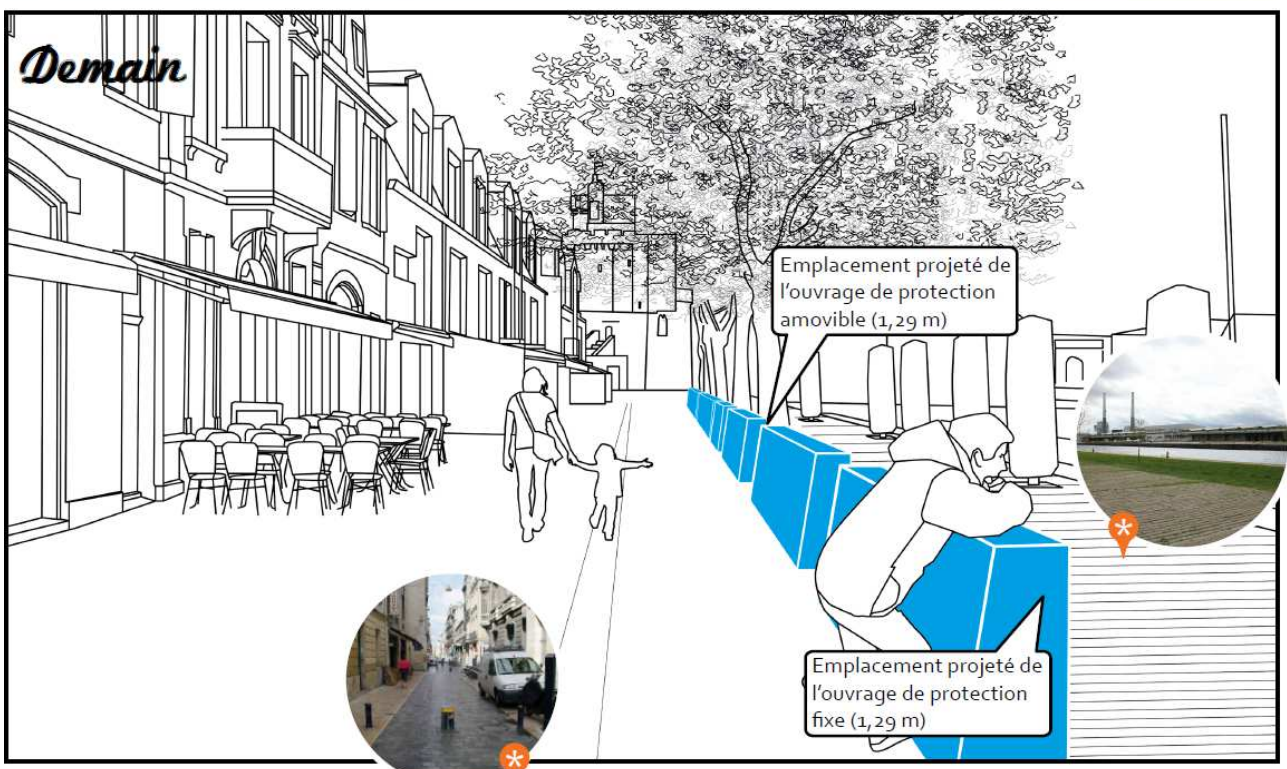 Demain
Emplacement projeté de
l'ouvrage de protection
amovible (1,29 m)
Emplacement projeté de
l'ouvrage de protection
fixe (1,29 m)